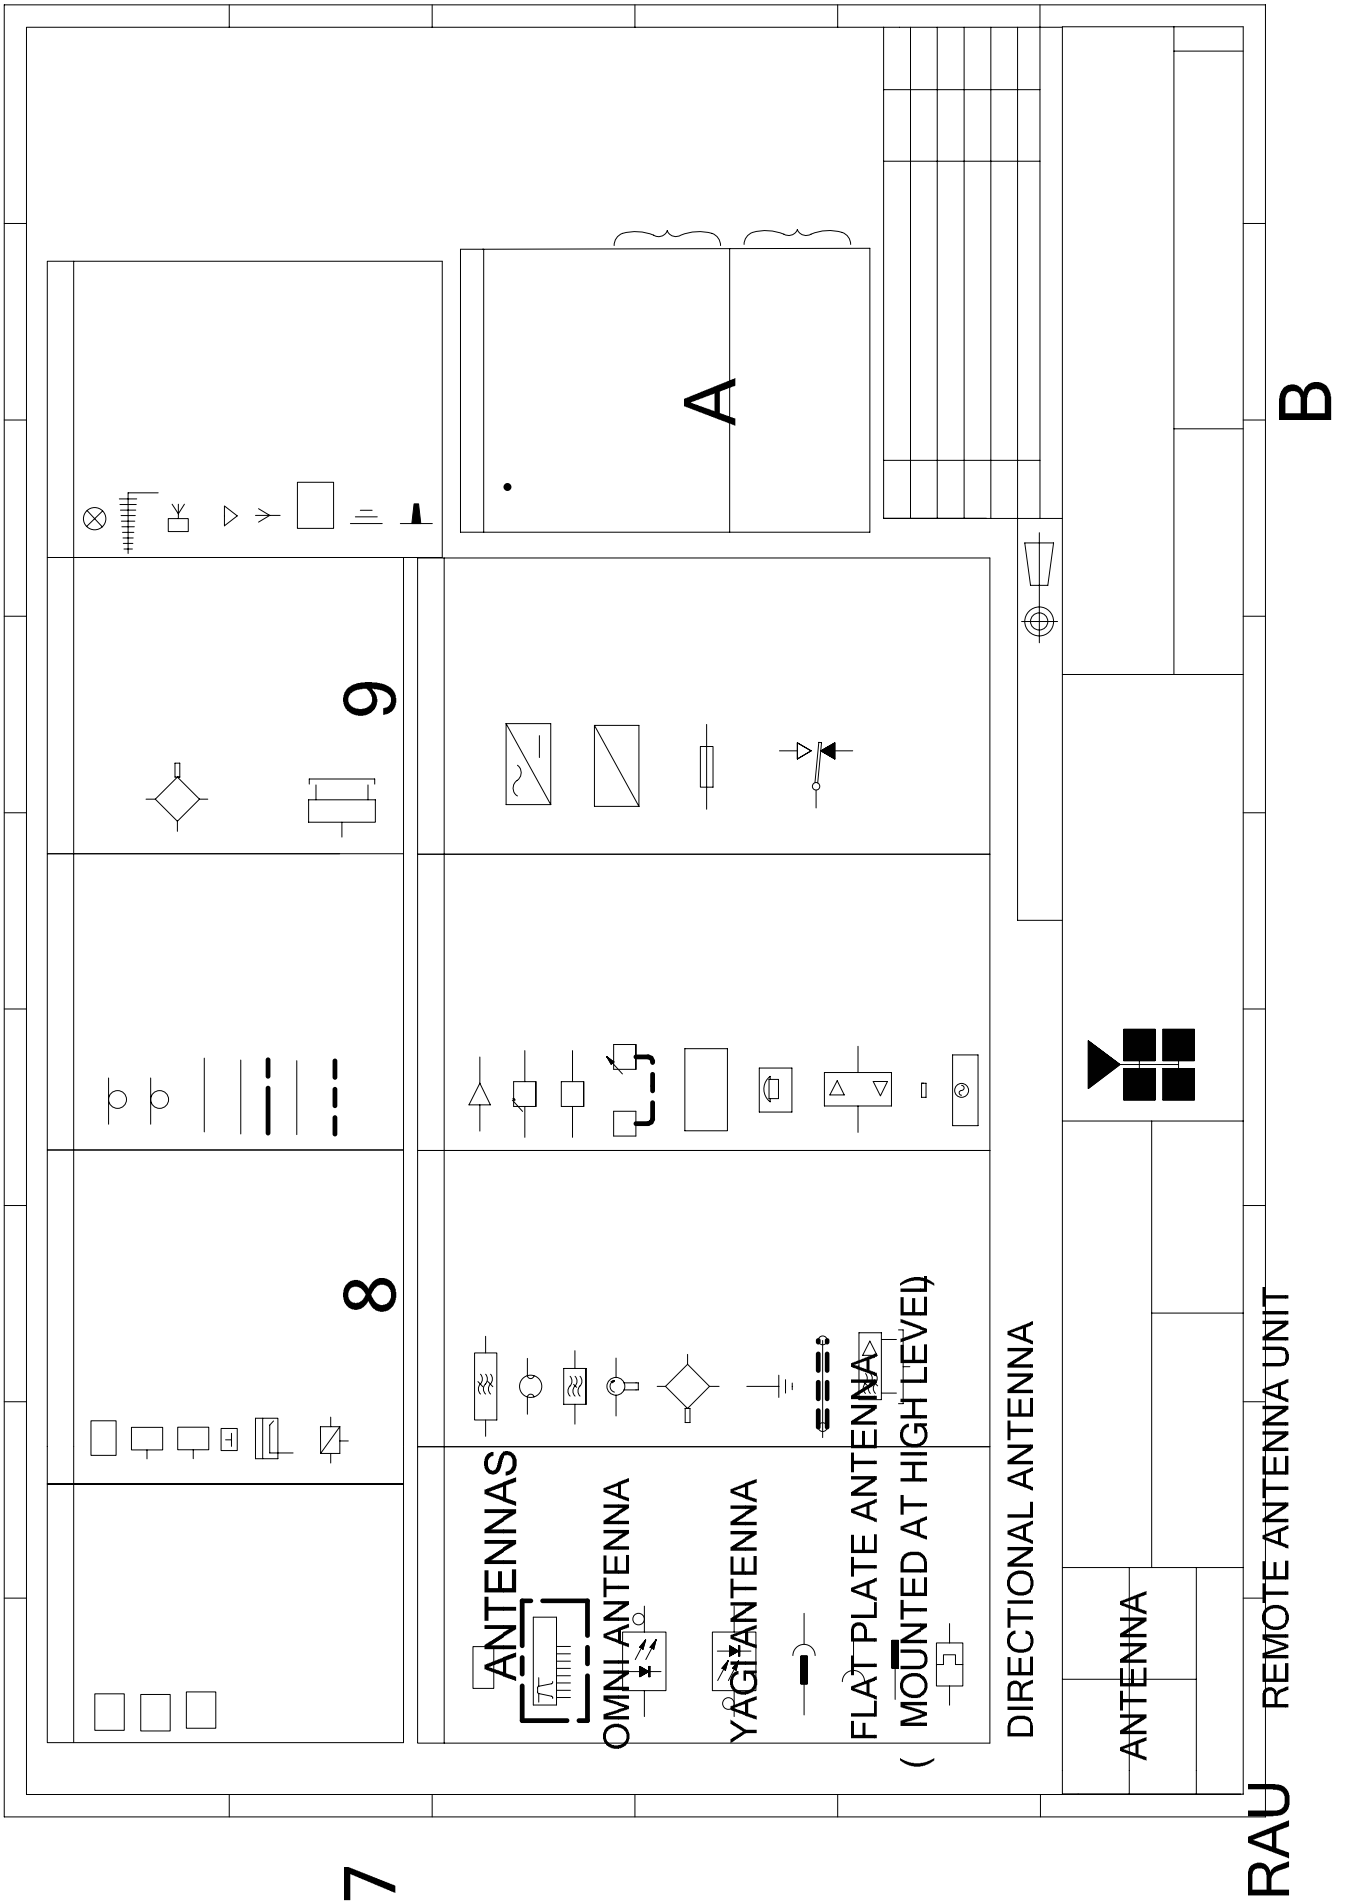 7
8
9
A
B
ANTENNAS
OMNI ANTENNA
YAGI ANTENNA
FLAT PLATE ANTENNA
( MOUNTED AT HIGH LEVEL)
DIRECTIONAL ANTENNA
ANTENNA
RAU REMOTE ANTENNA UNIT